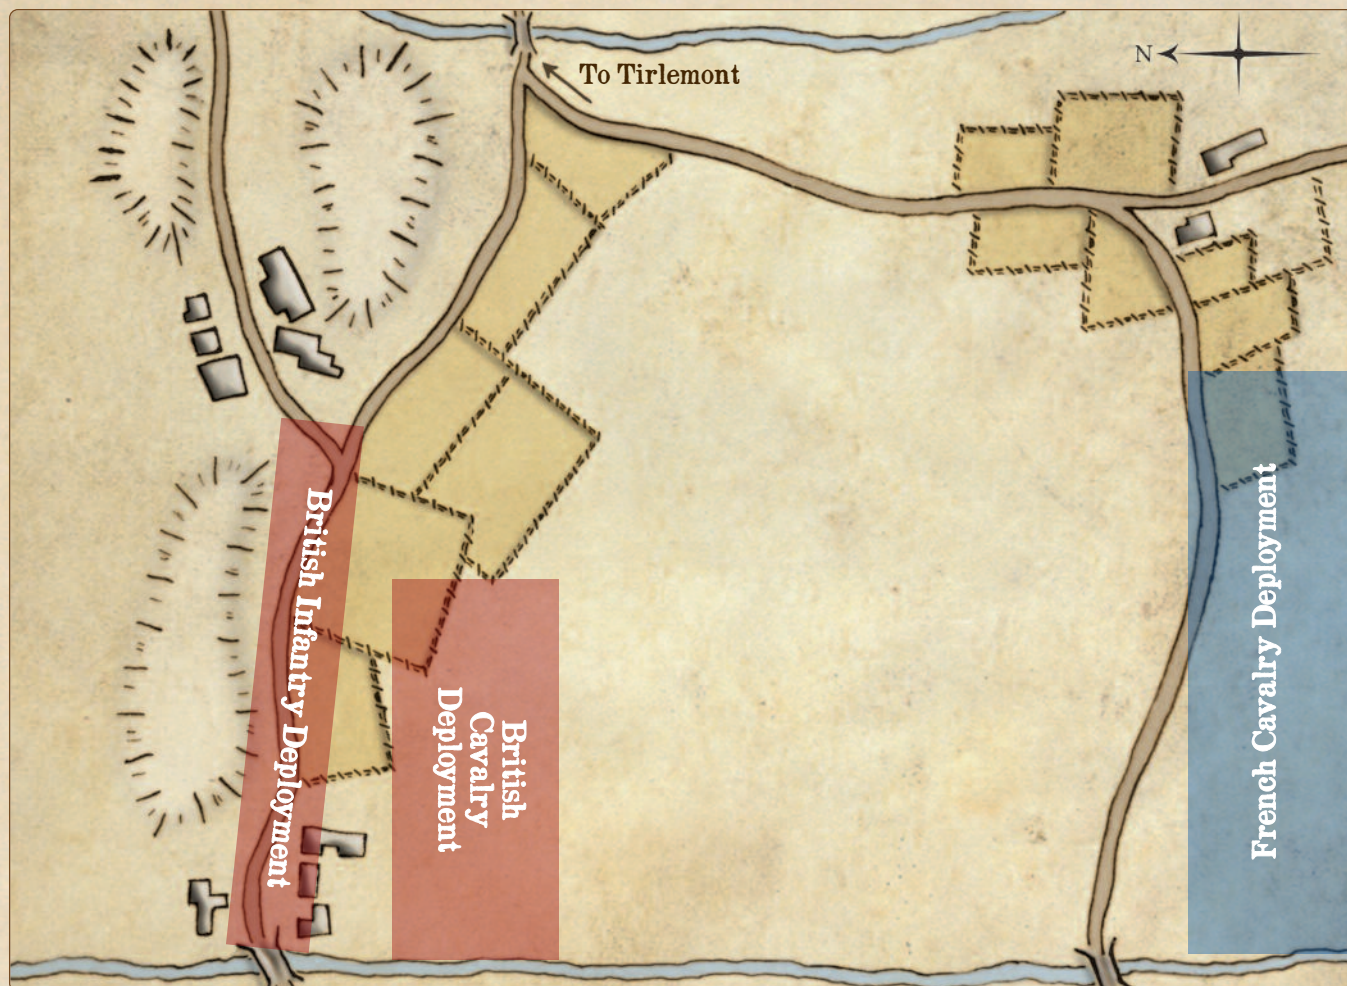 To Tirlemont
N
British Infantry Deployment
British
Cavalry
Deployment
French Cavalry Deployment